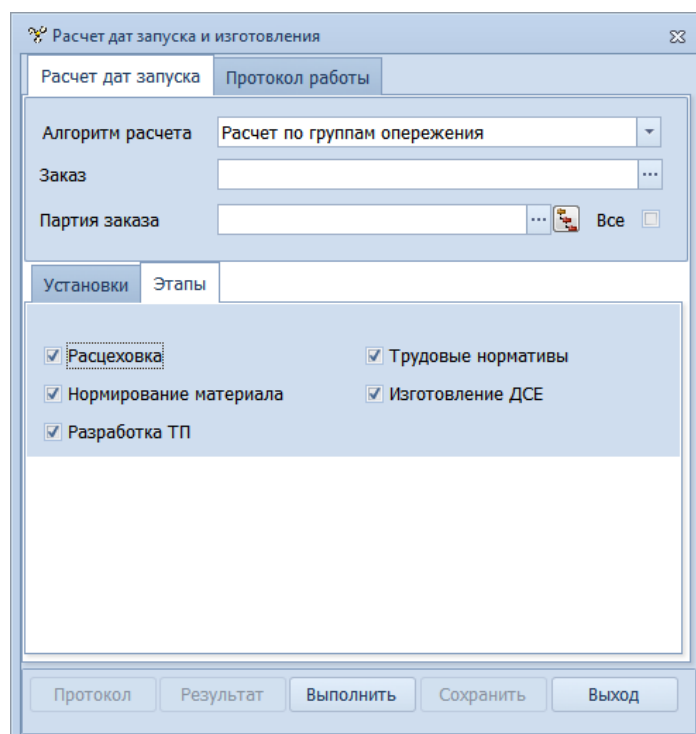 Расчет дат запуска и изготовления
Расчет дат запуска Протокол работы
Алгоритм расчета Расчет по группам опережения
Заказ ...
Партия заказа ... Все
Установки Этапы
Расцеховка Трудовые нормативы
Нормирование материала Изготовление ДСЕ
Разработка ТП
Протокол Результат Выполнить Сохранить Выход